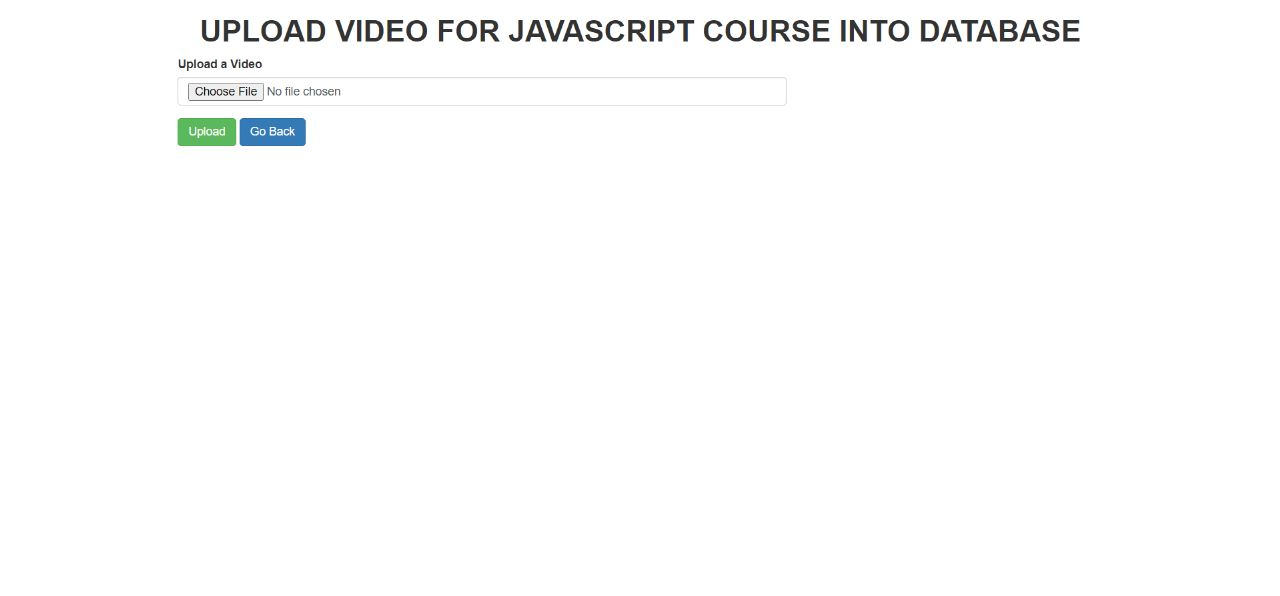 UPLOAD VIDEO FOR JAVASCRIPT COURSE INTO DATABASE
Upload a Video
Choose File No file chosen
Upload Go Back